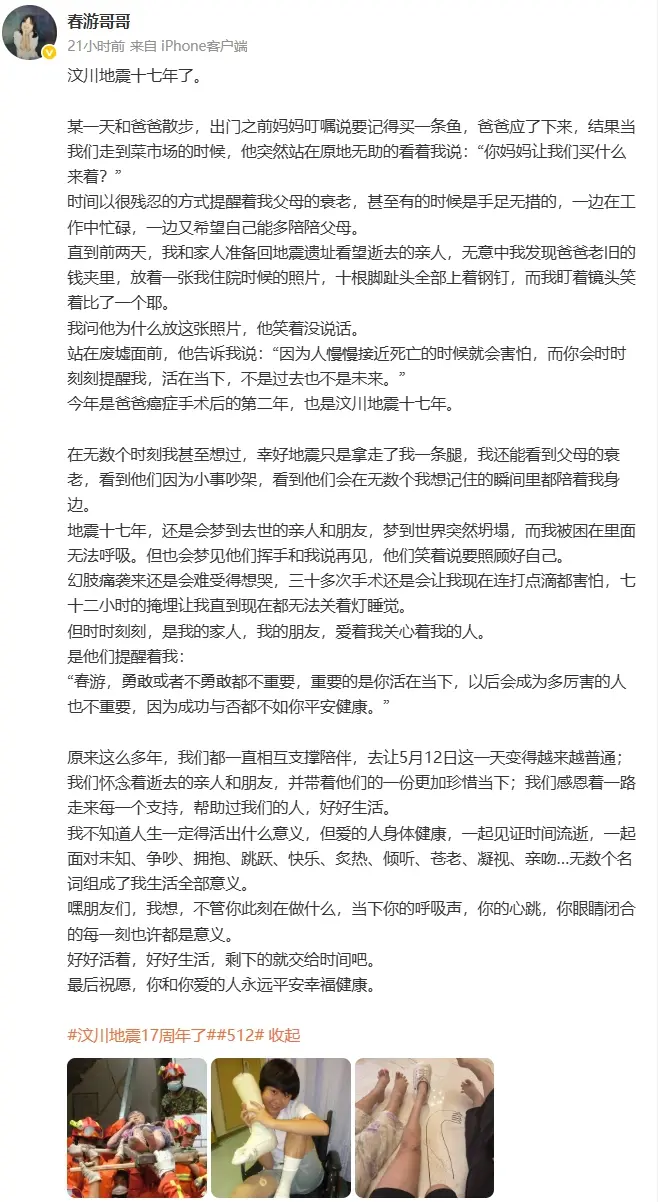 春游哥哥
21小时前 来自 iPhone客户端
汶川地震十七年了。
某一天和爸爸散步，出门之前妈妈叮嘱说要记得买一条鱼，爸爸应了下来，结果当
我们走到菜市场的时候，他突然站在原地无助的看着我说：“你妈妈让我们买什么
来着？”
时间以很残忍的方式提醒着我父母的衰老，甚至有的时候是手足无措的，一边在工
作中忙碌，一边又希望自己能多陪陪父母。
直到前两天，我和家人准备回地震遗址看望逝去的亲人，无意中我发现爸爸老旧的
钱夹里，放着一张我住院时候的照片，十根脚趾头全部上着钢钉，而我盯着镜头笑
着比了一个耶。
我问他为什么放这张照片，他笑着没说话。
站在废墟面前，他告诉我说：“因为人慢慢接近死亡的时候就会害怕，而你会时时
刻刻提醒我，活在当下，不是过去也不是未来。”
今年是爸爸癌症手术后的第二年，也是汶川地震十七年。
在无数个时刻我甚至想过，幸好地震只是拿走了我一条腿，我还能看到父母的衰
老，看到他们因为小事吵架，看到他们会在无数个我想记住的瞬间里都陪着我身
边。
地震十七年，还是会梦到去世的亲人和朋友，梦到世界突然坍塌，而我被困在里面
无法呼吸。但也会梦见他们挥手和我说再见，他们笑着说要照顾好自己。
幻肢痛袭来还是会难受得想哭，三十多次手术还是会让我现在连打点滴都害怕，七
十二小时的掩埋让我直到现在都无法关着灯睡觉。
但时时刻刻，是我的家人，我的朋友，爱着我关心着我的人。
是他们提醒着我：
“春游，勇敢或者不勇敢都不重要，重要的是你活在当下，以后会成为多厉害的人
也不重要，因为成功与否都不如你平安健康。”
原来这么多年，我们都一直相互支撑陪伴，去让5月12日这一天变得越来越普通；
我们怀念着逝去的亲人和朋友，并带着他们的一份更加珍惜当下；我们感恩着一路
走来每一个支持，帮助过我们的人，好好生活。
我不知道人生一定得活出什么意义，但爱的人身体健康，一起见证时间流逝，一起
面对未知、争吵、拥抱、跳跃、快乐、炙热、倾听、苍老、凝视、亲吻...无数个名
词组成了我生活全部意义。
嘿朋友们，我想，不管你此刻在做什么，当下你的呼吸声，你的心跳，你眼睛闭合
的每一刻也许都是意义。
好好活着，好好生活，剩下的就交给时间吧。
最后祝愿，你和你爱的人永远平安幸福健康。
#汶川地震17周年了##512# 收起